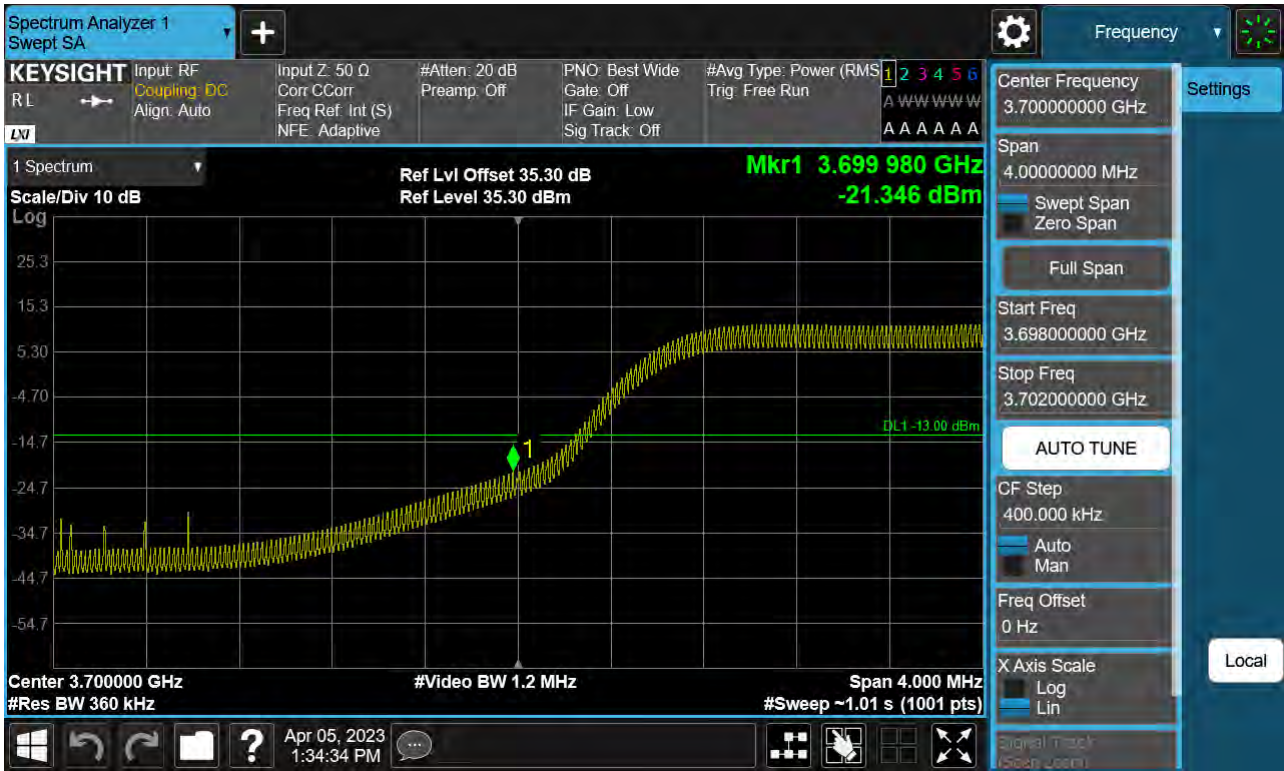 Spectrum Analyzer 1
Swept SA
+
Frequency
KEYSIGHT
RL
LXI
Input: RF
Coupling: DC
Align: Auto
Input Z: 50 Ω
Corr CCorr
Freq Ref: Int (S)
NFE: Adaptive
#Atten: 20 dB
Preamp: Off
PNO: Best Wide
Gate: Off
IF Gain: Low
Sig Track: Off
#Avg Type: Power (RMS
Trig: Free Run
1 2 3 4 5 6
A W W W W W
A A A A A A
1 Spectrum
Scale/Div 10 dB
Log
Ref Lvl Offset 35.30 dB
Ref Level 35.30 dBm
Mkr1 3.699 980 GHz
-21.346 dBm
25.3
15.3
5.30
-4.70
-14.7
-24.7
-34.7
-44.7
-54.7
DL1 -13.00 dBm
1
Center 3.700000 GHz
#Res BW 360 kHz
#Video BW 1.2 MHz
Span 4.000 MHz
#Sweep ~1.01 s (1001 pts)
Center Frequency
3.700000000 GHz
Span
4.00000000 MHz
Swept Span
Zero Span
Full Span
Start Freq
3.698000000 GHz
Stop Freq
3.702000000 GHz
AUTO TUNE
CF Step
400.000 kHz
Auto
Man
Freq Offset
0 Hz
X Axis Scale
Log
Lin
Signal Track
(Span Zoom)
Settings
Local
?
Apr 05, 2023
1:34:34 PM